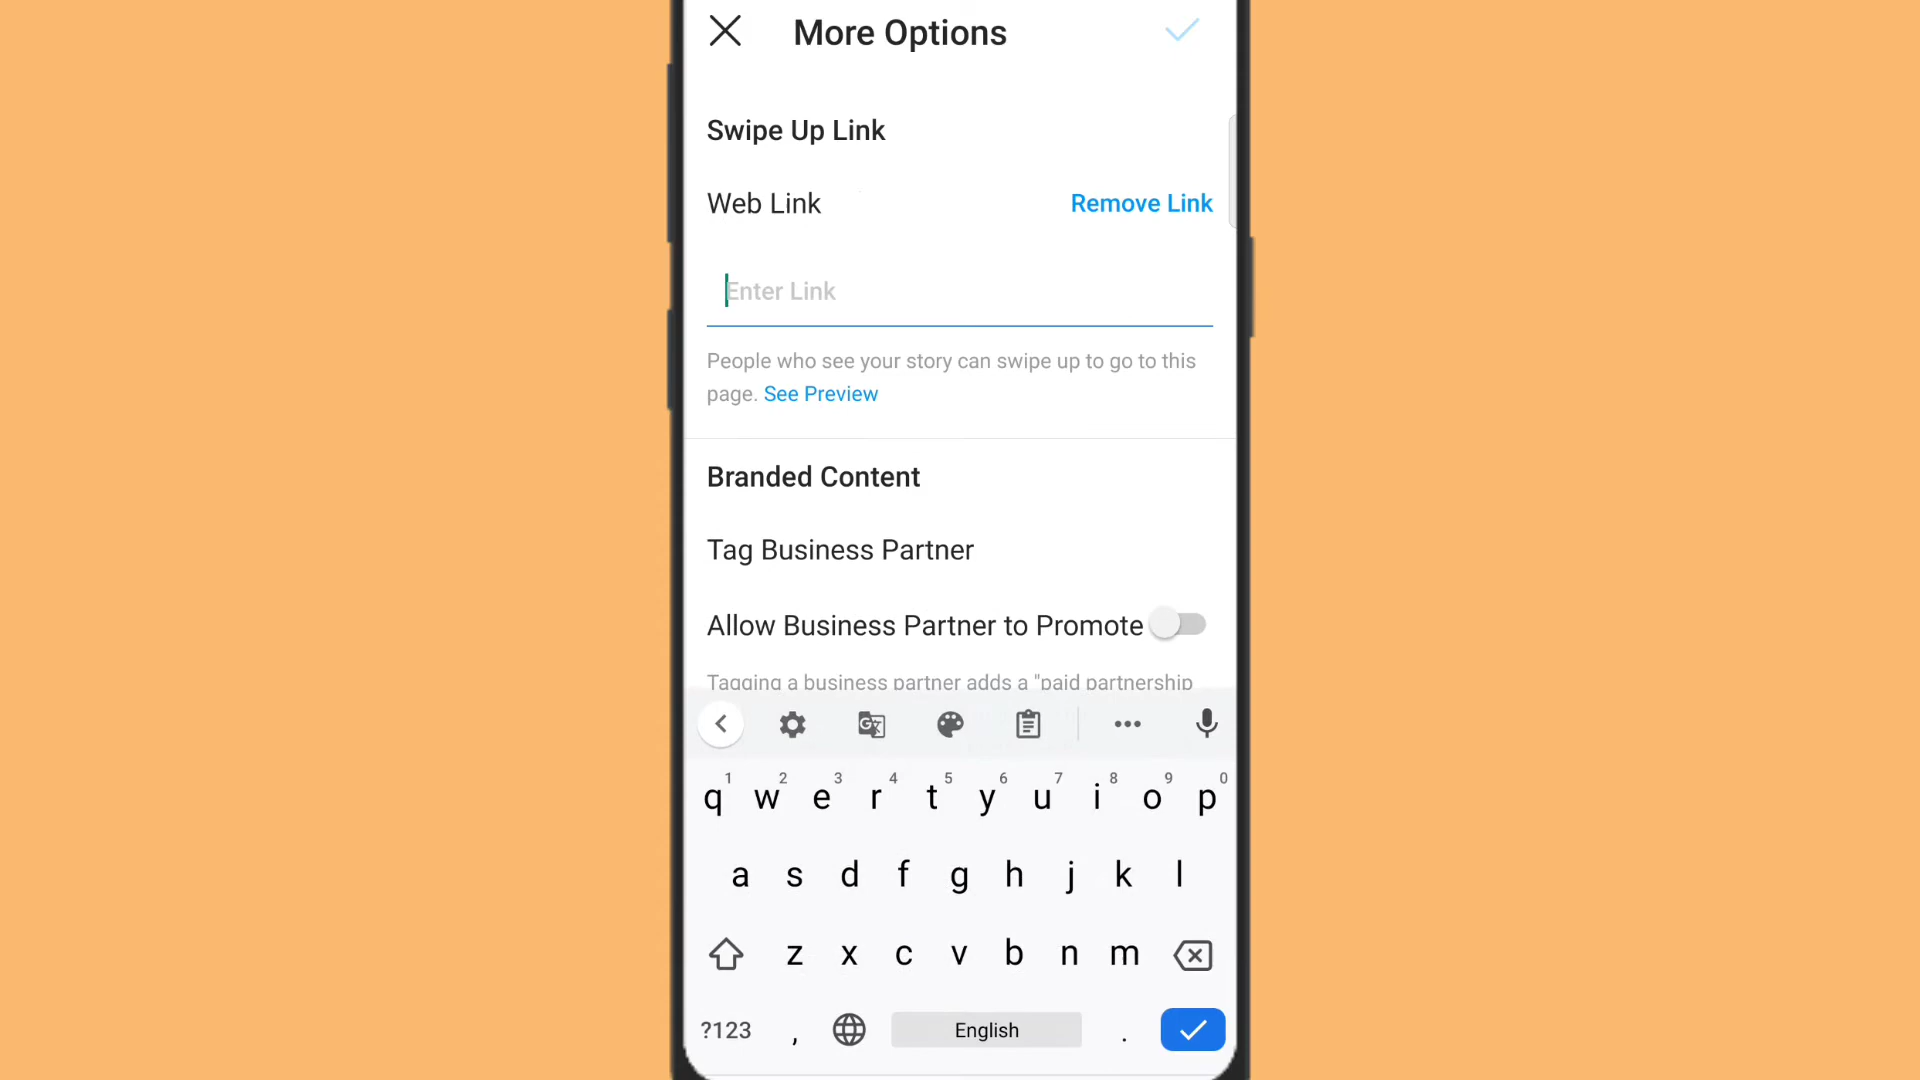 More Options
Swipe Up Link
Web Link
Remove Link
Enter Link
People who see your story can swipe up to go to this
page. See Preview
Branded Content
Tag Business Partner
Allow Business Partner to Promote
Tagging a business partner adds a "paid partnership
1 2 3 4 5 6 7 8 9 0
q w e r t y u i o p
a s d f g h j k l
z x c v b n m
?123 , English .